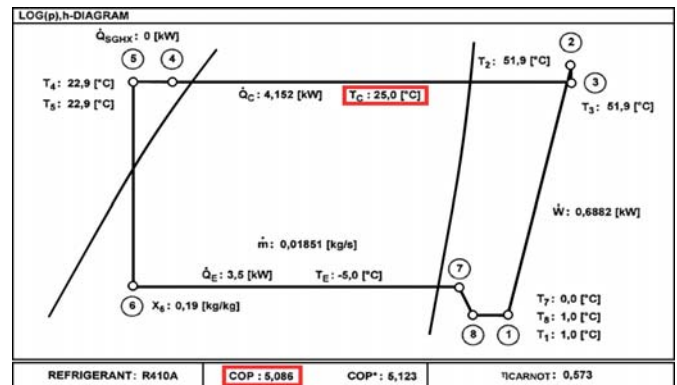 LOG(p),h-DIAGRAM
Q̇SGHX : 0 [kW]
5 4 2
T4 : 22,9 [°C] T2 : 51,9 [°C] 3
T5 : 22,9 [°C] Q̇C : 4,152 [kW] TC : 25,0 [°C] T3 : 51,9 [°C]
Ẇ: 0,6882 [kW]
ṁ : 0,01851 [kg/s]
Q̇E : 3,5 [kW] TE : -5,0 [°C] 7
6 X6 : 0,19 [kg/kg] T7 : 0,0 [°C]
T8 : 1,0 [°C]
8 1 T1 : 1,0 [°C]
REFRIGERANT: R410A COP : 5,086 COP* : 5,123 ηCARNOT : 0,573